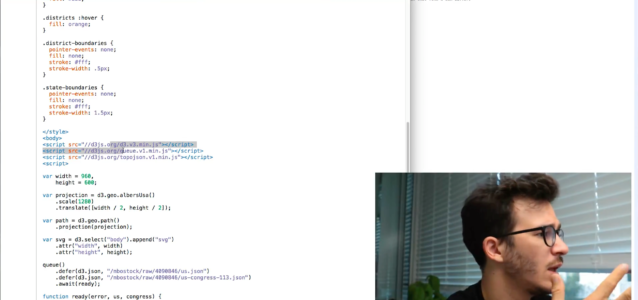 }
.districts :hover {
fill: orange;
}
.district-boundaries {
pointer-events: none;
fill: none;
stroke: #fff;
stroke-width: .5px;
}
.state-boundaries {
pointer-events: none;
fill: none;
stroke: #fff;
stroke-width: 1.5px;
}
</style>
<body>
<script src="//d3js.org/d3.v3.min.js"></script>
<script src="//d3js.org/queue.v1.min.js"></script>
<script src="//d3js.org/topojson.v1.min.js"></script>
<script>
var width = 960,
height = 600;
var projection = d3.geo.albersUsa()
.scale(1280)
.translate([width / 2, height / 2]);
var path = d3.geo.path()
.projection(projection);
var svg = d3.select("body").append("svg")
.attr("width", width)
.attr("height", height);
queue()
.defer(d3.json, "/mbostock/raw/4090846/us.json")
.defer(d3.json, "/mbostock/raw/4090846/us-congress-113.json")
.await(ready);
function ready(error, us, congress) {